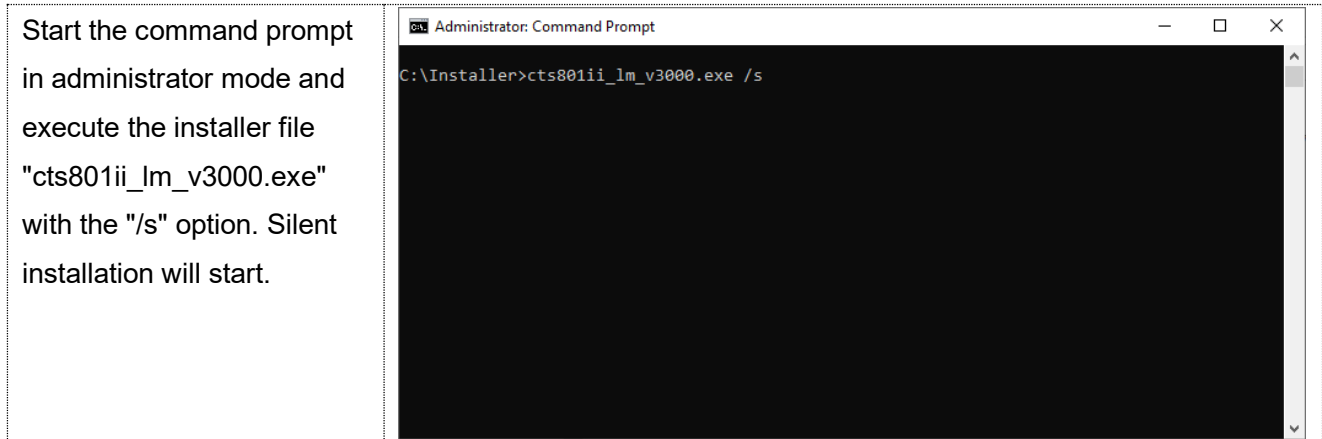 Start the command prompt
in administrator mode and
execute the installer file
"cts801ii_lm_v3000.exe"
with the "/s" option. Silent
installation will start.
Administrator: Command Prompt
C:\Installer>cts801ii_lm_v3000.exe /s